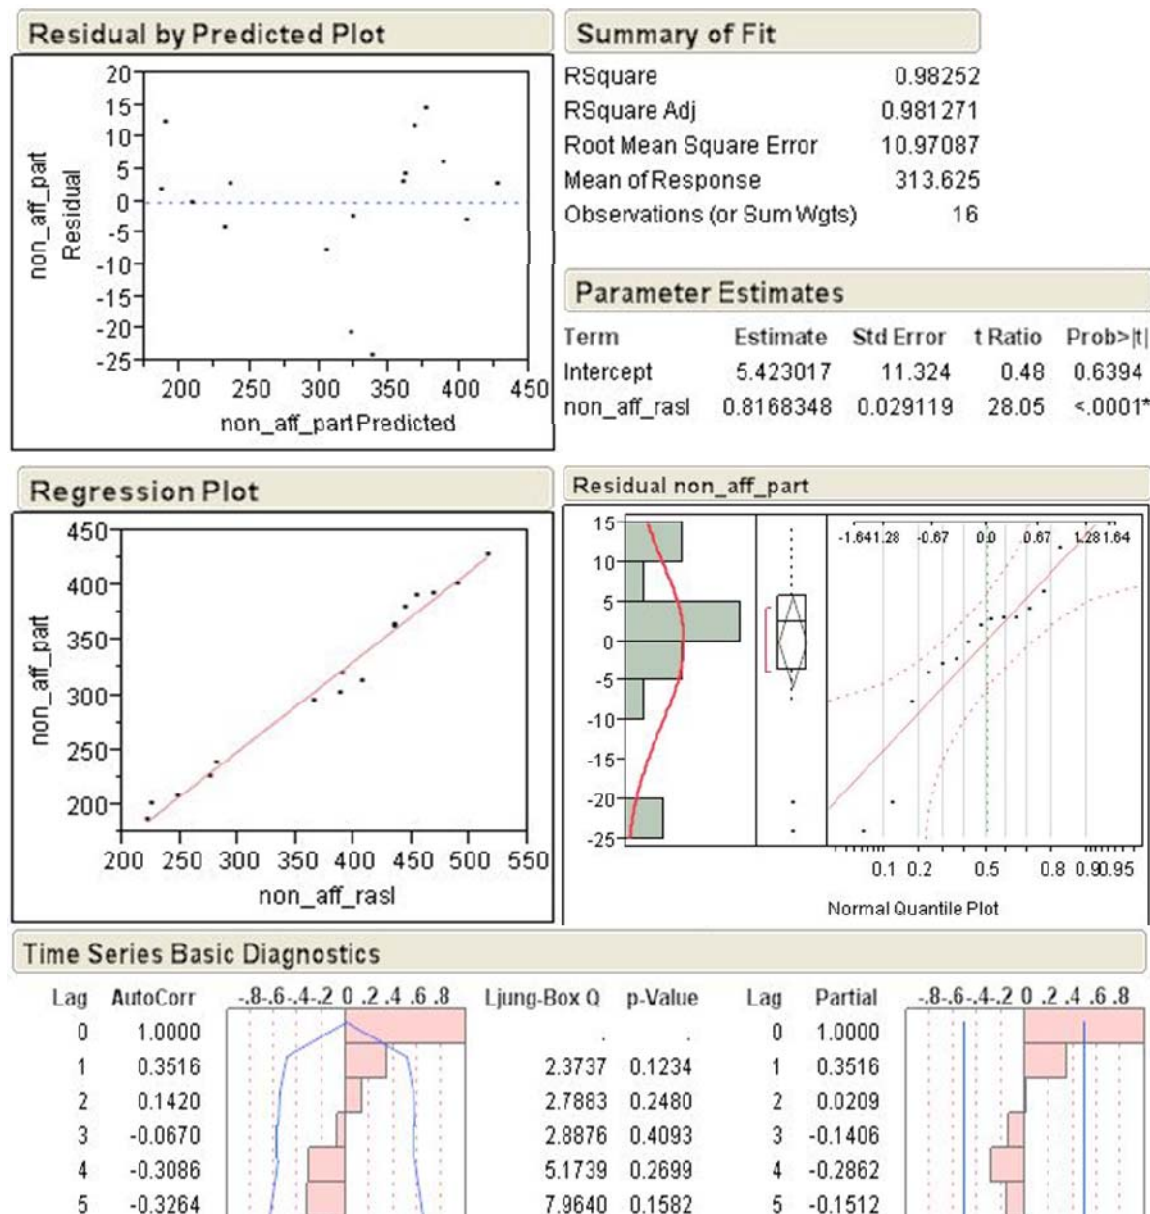 Residual by Predicted Plot
non_aff_part
Residual
20
15
10
5
0
-5
-10
-15
-20
-25
200 250 300 350 400 450
non_aff_part Predicted
Summary of Fit
RSquare 0.98252
RSquare Adj 0.981271
Root Mean Square Error 10.97087
Mean of Response 313.625
Observations (or Sum Wgts) 16
Parameter Estimates
Term Estimate Std Error t Ratio Prob>|t|
Intercept 5.423017 11.324 0.48 0.6394
non_aff_rasl 0.8168348 0.029119 28.05 <.0001*
Regression Plot
non_aff_part
450
400
350
300
250
200
200 250 300 350 400 450 500 550
non_aff_rasl
Residual non_aff_part
15
10
5
0
-5
-10
-15
-20
-25
-1.641.28 -0.67 0.0 0.67 1.281.64
0.1 0.2 0.5 0.8 0.90.95
Normal Quantile Plot
Time Series Basic Diagnostics
Lag AutoCorr -.8-.6-.4-.2 0 .2 .4 .6 .8 Ljung-Box Q p-Value Lag Partial -.8-.6-.4-.2 0 .2 .4 .6 .8
0 1.0000 . . 0 1.0000
1 0.3516 2.3737 0.1234 1 0.3516
2 0.1420 2.7883 0.2480 2 0.0209
3 -0.0670 2.8876 0.4093 3 -0.1406
4 -0.3086 5.1739 0.2699 4 -0.2862
5 -0.3264 7.9640 0.1582 5 -0.1512